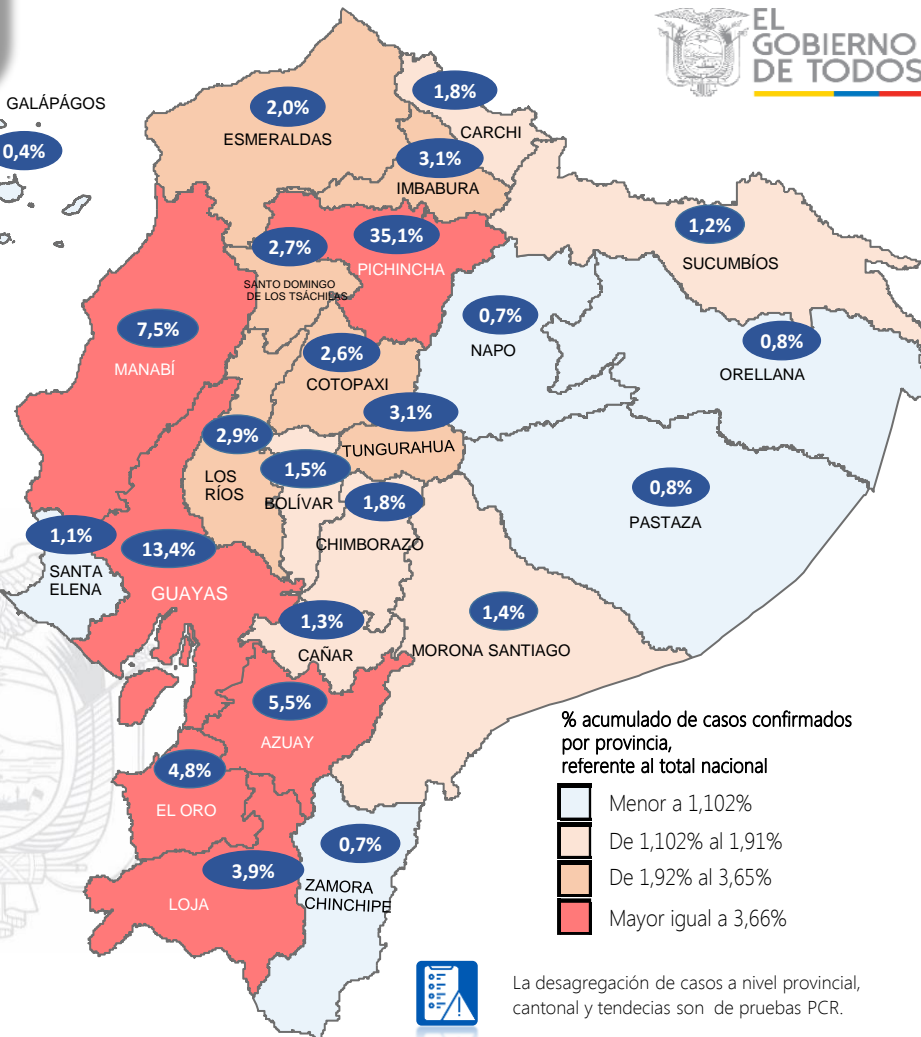 EL
GOBIERNO
DE TODOS
GALÁPÁGOS
0,4%
2,0%
ESMERALDAS
1,8%
CARCHI
3,1%
IMBABURA
1,2%
SUCUMBÍOS
2,7%
SANTO DOMINGO
DE LOS TSÁCHILAS
35,1%
PICHINCHA
7,5%
MANABÍ
0,7%
NAPO
0,8%
ORELLANA
2,6%
COTOPAXI
3,1%
TUNGURAHUA
2,9%
LOS
RÍOS
1,5%
BOLÍVAR
1,8%
CHIMBORAZO
0,8%
PASTAZA
1,1%
SANTA
ELENA
13,4%
GUAYAS
1,3%
CAÑAR
1,4%
MORONA SANTIAGO
5,5%
AZUAY
4,8%
EL ORO
3,9%
LOJA
0,7%
ZAMORA
CHINCHIPE
% acumulado de casos confirmados
por provincia,
referente al total nacional
Menor a 1,102%
De 1,102% al 1,91%
De 1,92% al 3,65%
Mayor igual a 3,66%
La desagregación de casos a nivel provincial,
cantonal y tendecias son de pruebas PCR.